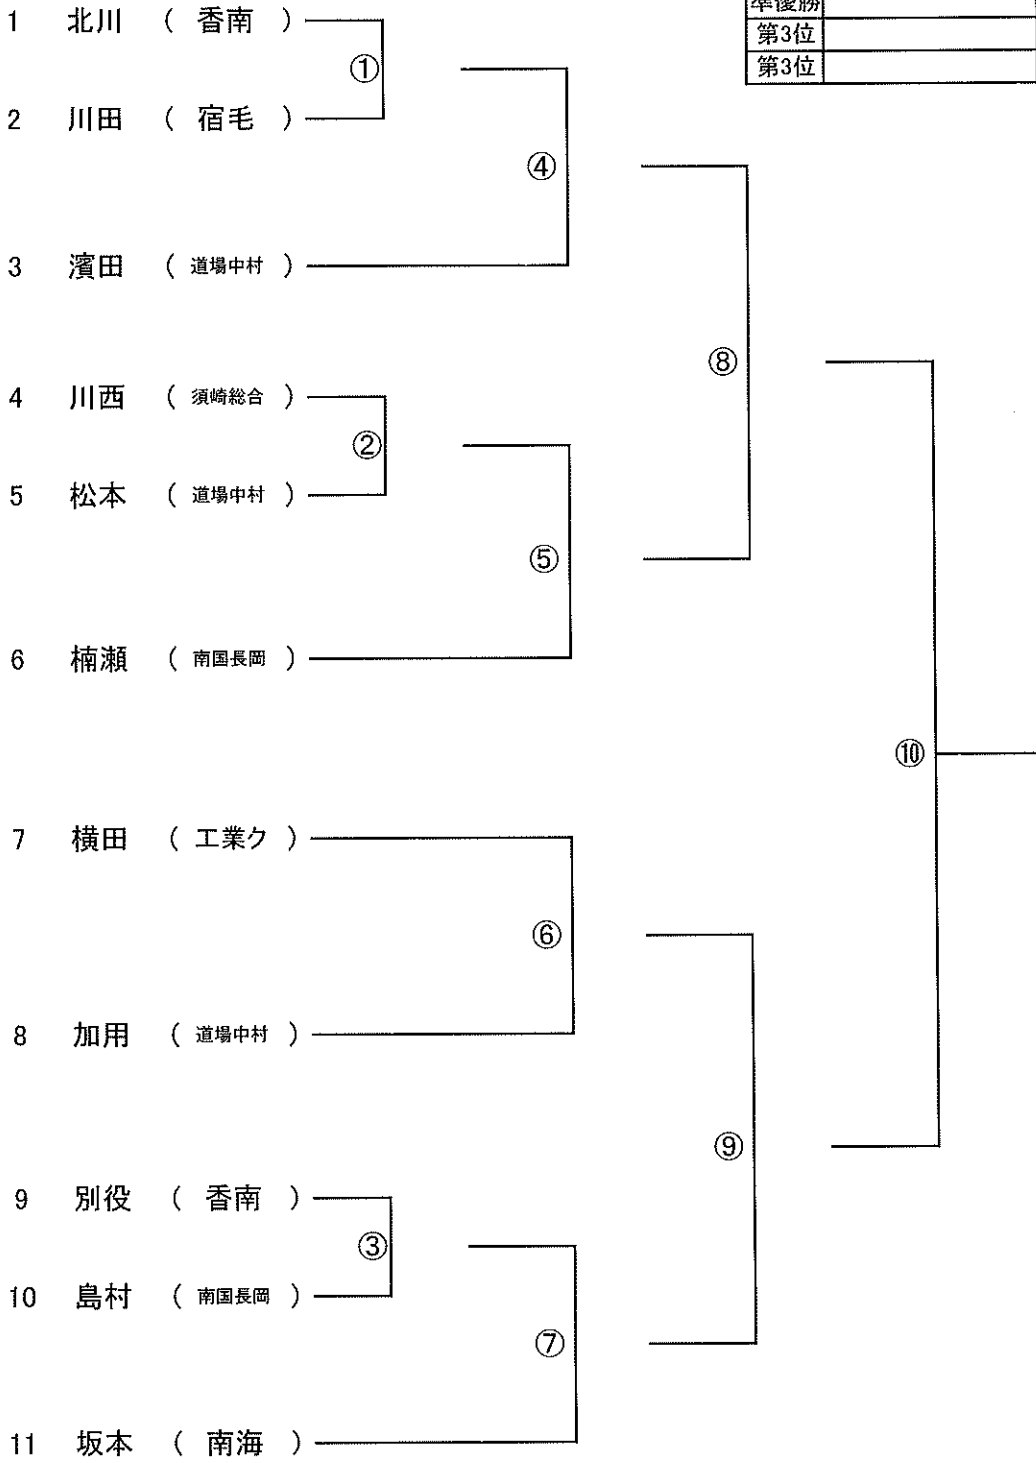 準優勝
第3位
第3位
1 北川 ( 香南 )
①
2 川田 ( 宿毛 )
④
3 濱田 ( 道場中村 )
⑧
4 川西 ( 須崎総合 )
②
5 松本 ( 道場中村 )
⑤
6 楠瀬 ( 南国長岡 )
⑩
7 横田 ( 工業ク )
⑥
8 加用 ( 道場中村 )
⑨
9 別役 ( 香南 )
③
10 島村 ( 南国長岡 )
⑦
11 坂本 ( 南海 )